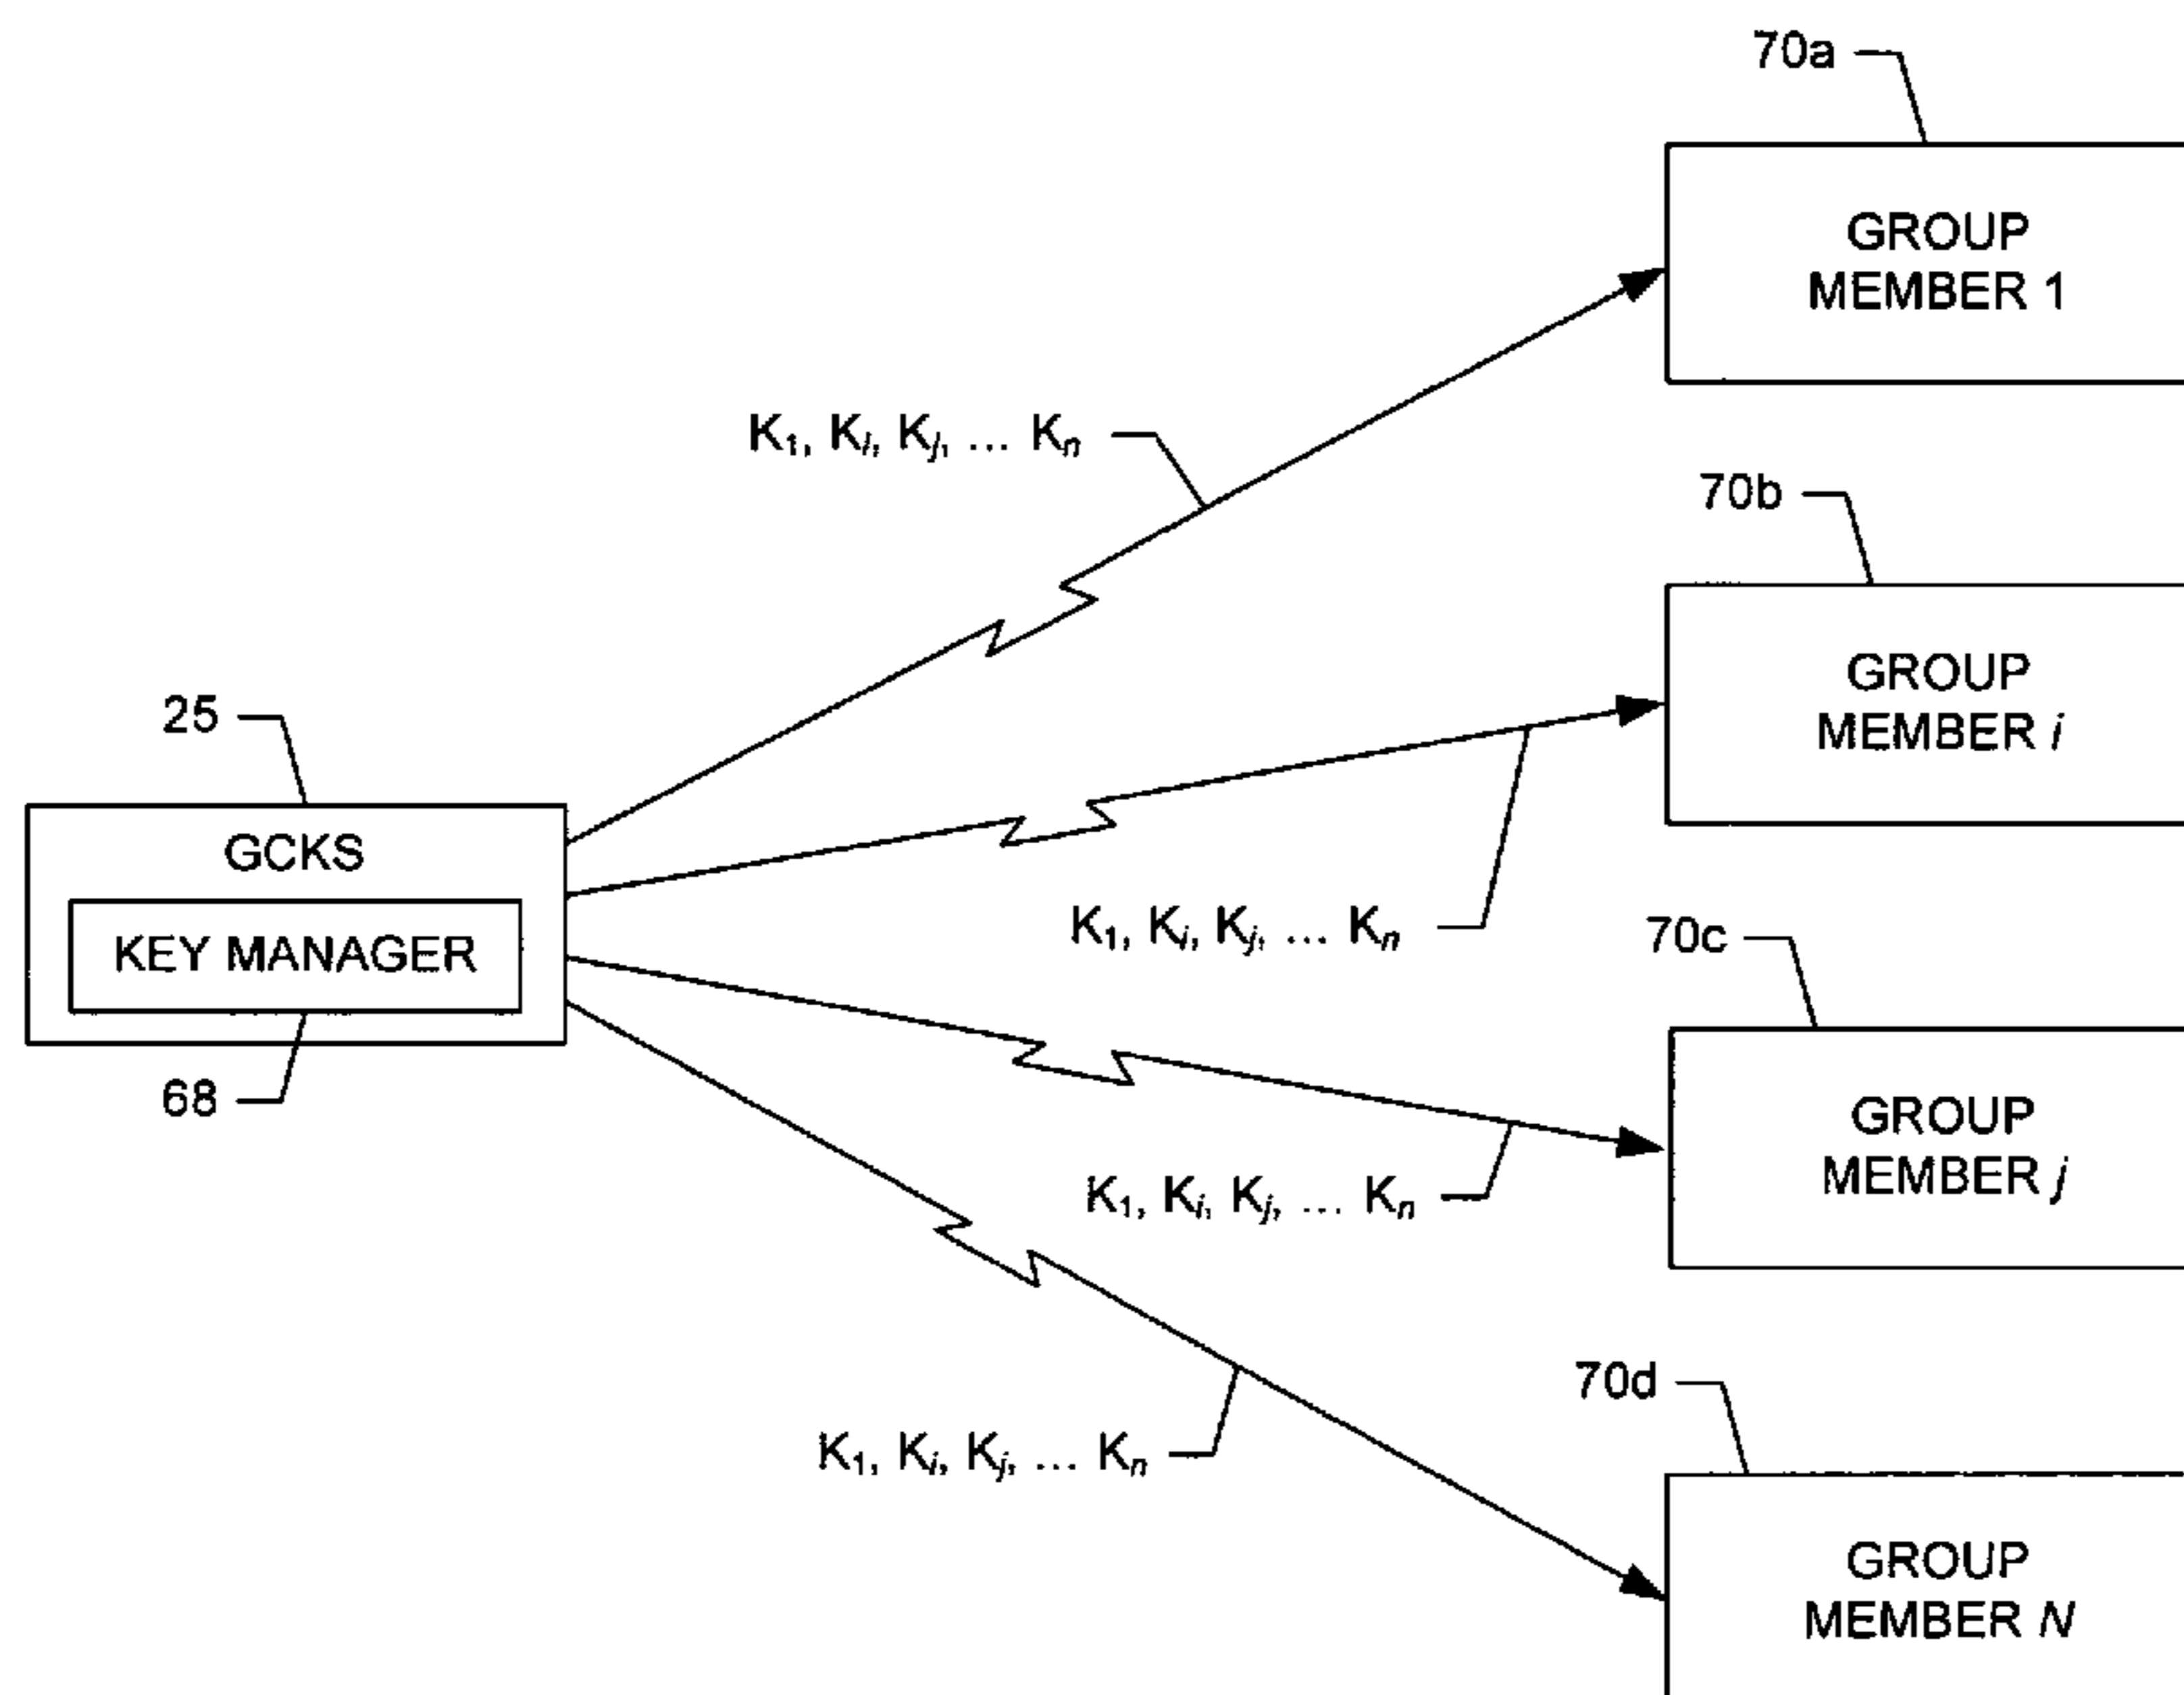 70a
GROUP
MEMBER 1
K₁, Kᵢ, Kⱼ, ... Kₙ
70b
GROUP
MEMBER i
25
GCKS
KEY MANAGER
68
K₁, Kᵢ, Kⱼ, ... Kₙ
70c
GROUP
MEMBER j
K₁, Kᵢ, Kⱼ, ... Kₙ
70d
K₁, Kᵢ, Kⱼ, ... Kₙ
GROUP
MEMBER N